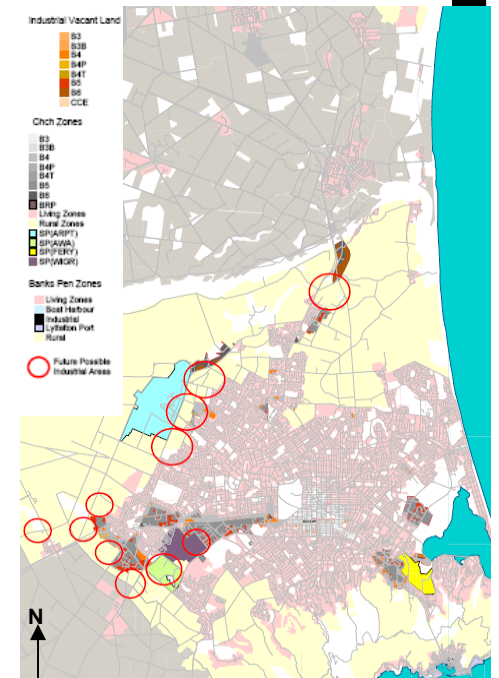 Industrial Vacant Land
B3
B3B
B4
B4P
B4T
B5
B6
CCE
Chch Zones
B3
B3B
B4
B4P
B4T
B5
B6
BRP
Living Zones
Rural Zones
SP(ARPT)
SP(AWA)
SP(FERY)
SP(WIGR)
Banks Pen Zones
Living Zones
Boat Harbour
Industrial
Lyttelton Port
Rural
Future Possible
Industrial Areas
N